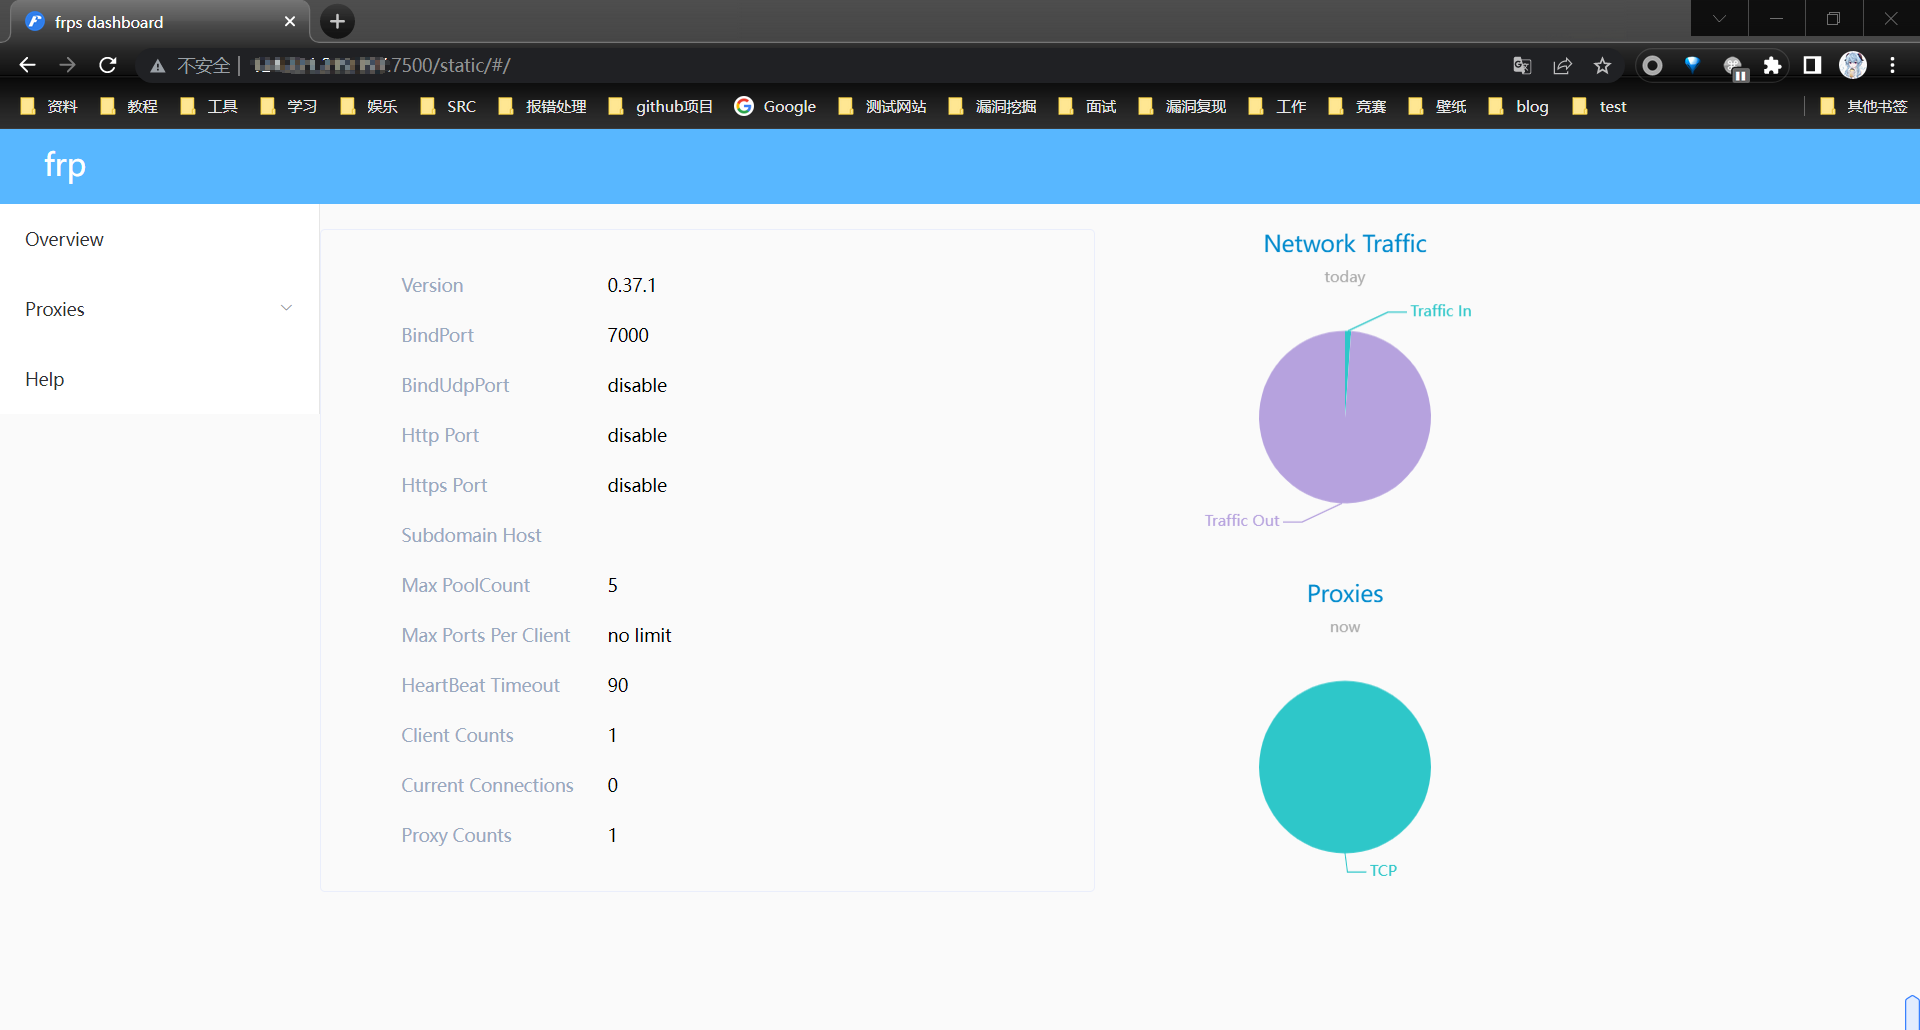 frps dashboard
不安全 | :7500/static/#/
资料 教程 工具 学习 娱乐 SRC 报错处理 github项目 Google 测试网站 漏洞挖掘 面试 漏洞复现 工作 竞赛 壁纸 blog test 其他书签
frp
Overview
Proxies
Help
Version 0.37.1
BindPort 7000
BindUdpPort disable
Http Port disable
Https Port disable
Subdomain Host
Max PoolCount 5
Max Ports Per Client no limit
HeartBeat Timeout 90
Client Counts 1
Current Connections 0
Proxy Counts 1
Network Traffic
today
Traffic In
Traffic Out
Proxies
now
TCP